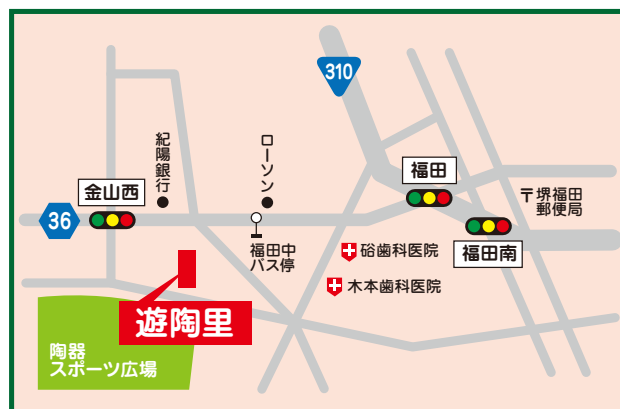 310
紀陽銀行
ローソン
福田
金山西
〒堺福田
郵便局
36
福田中
バス停
福田南
硲歯科医院
木本歯科医院
遊陶里
陶器
スポーツ広場